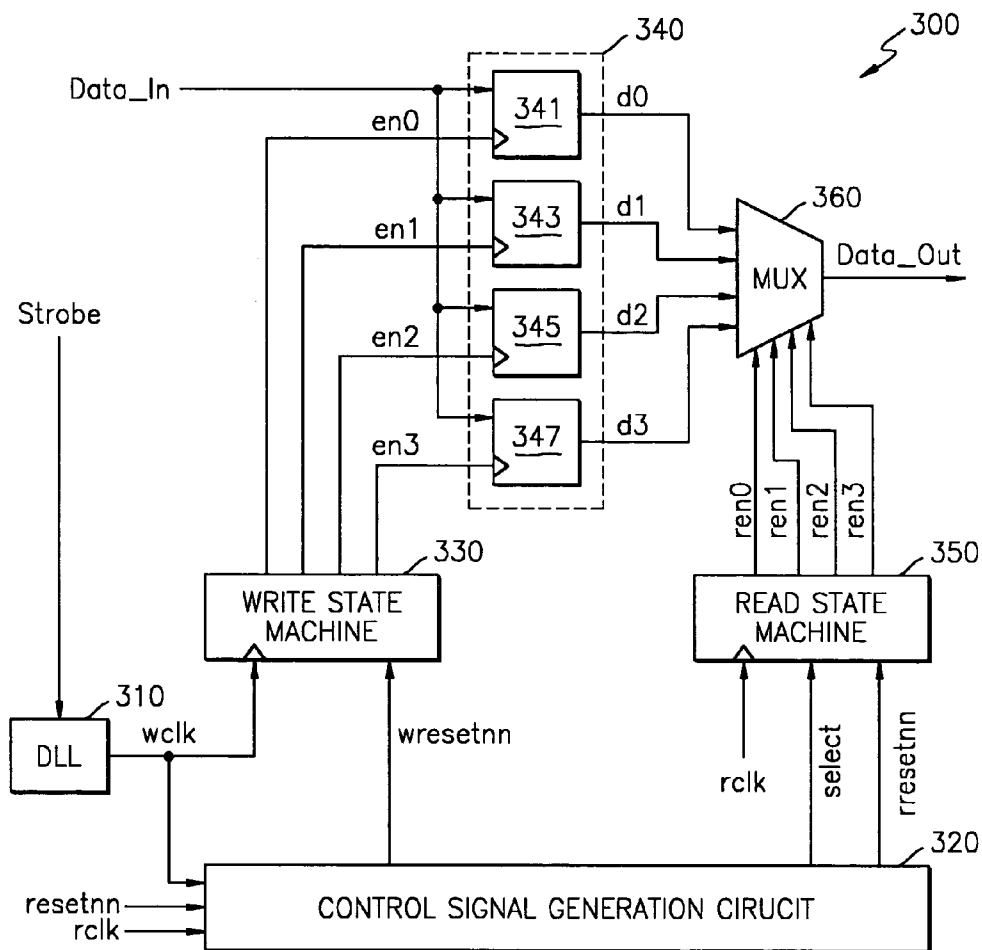 300
340
Data_In
341
d0
en0
343
d1
360
en1
MUX
Data_Out
Strobe
345
d2
en2
347
d3
en3
ren0
ren1
ren2
ren3
330
350
WRITE STATE
MACHINE
READ STATE
MACHINE
310
DLL
wclk
wresetnn
rclk
select
rresetnn
320
resetnn
rclk
CONTROL SIGNAL GENERATION CIRUCIT